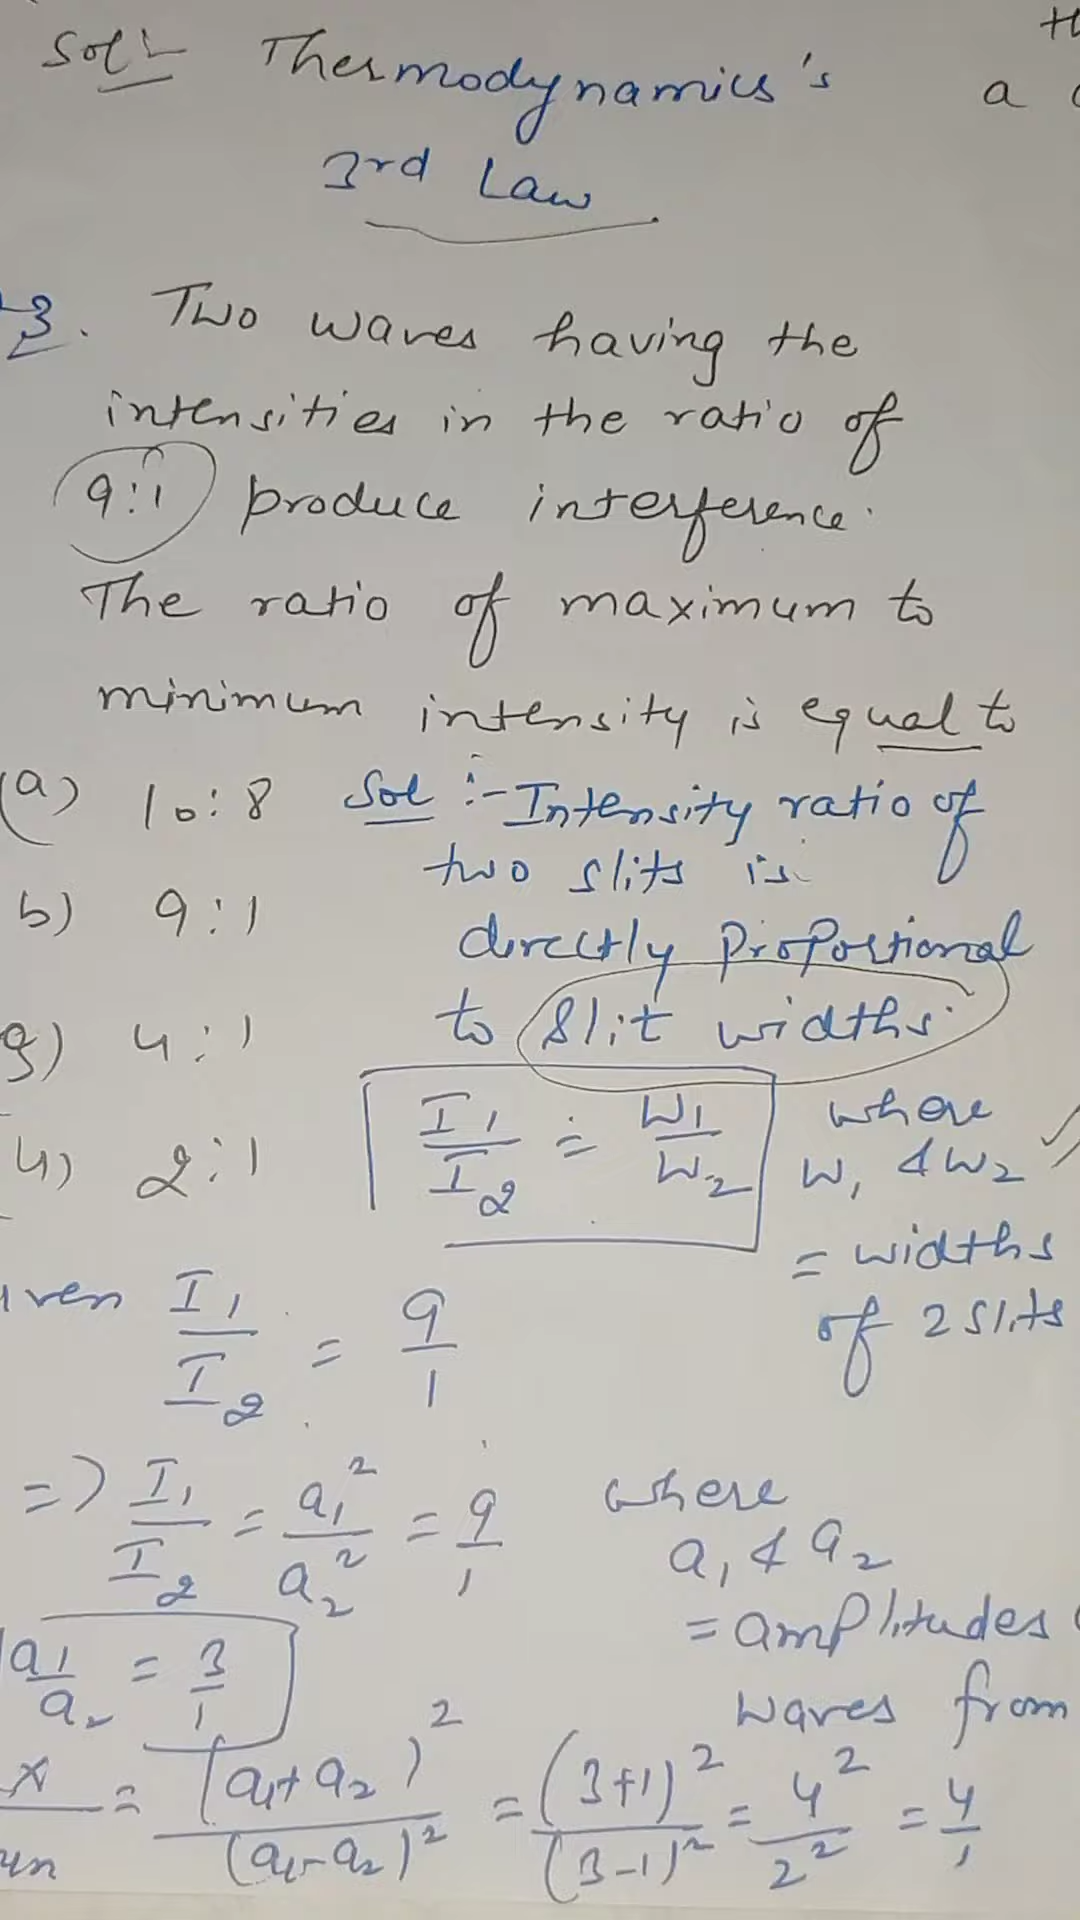 Sol:- Thermodynamics's
3rd Law
3. Two waves having the
intensities in the ratio of
9:1 produce interference.
The ratio of maximum to
minimum intensity is equal to
(a) 10:8 Sol :- Intensity ratio of
two slits is
b) 9:1
directly proportional
to slit widths.
3) 4:1
I1/I2 = W1/W2 where
W1 & W2
4) 2:1
= widths
of 2 slits
I1/I2 = 9/1
=> I1/I2 = a1²/a2² = 9/1 where
a1 & a2
= amplitudes
a1/a2 = 3/1
waves from
= (a1+a2)²/(a1-a2)² = (3+1)²/(3-1)² = 4²/2² = 4/1